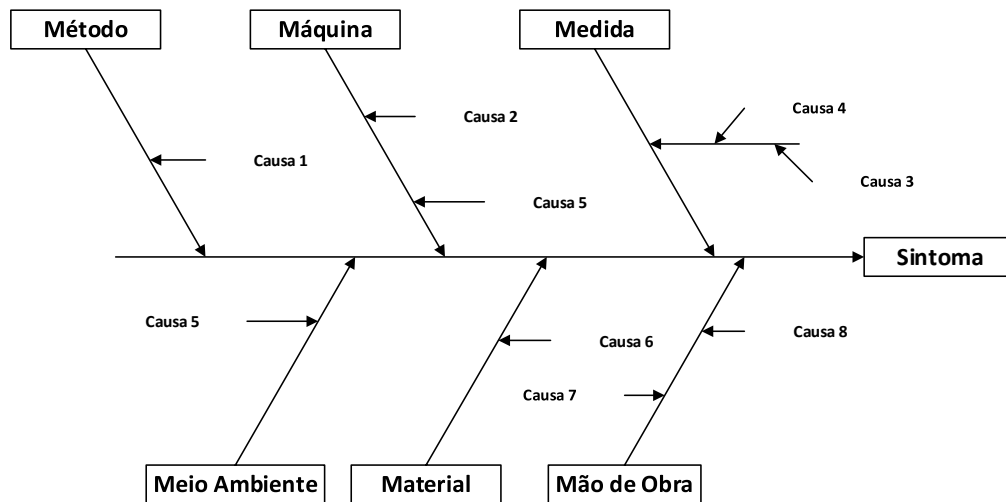 Método
Máquina
Medida
Causa 4
Causa 2
Causa 1
Causa 3
Causa 5
Sintoma
Causa 5
Causa 8
Causa 6
Causa 7
Meio Ambiente
Material
Mão de Obra